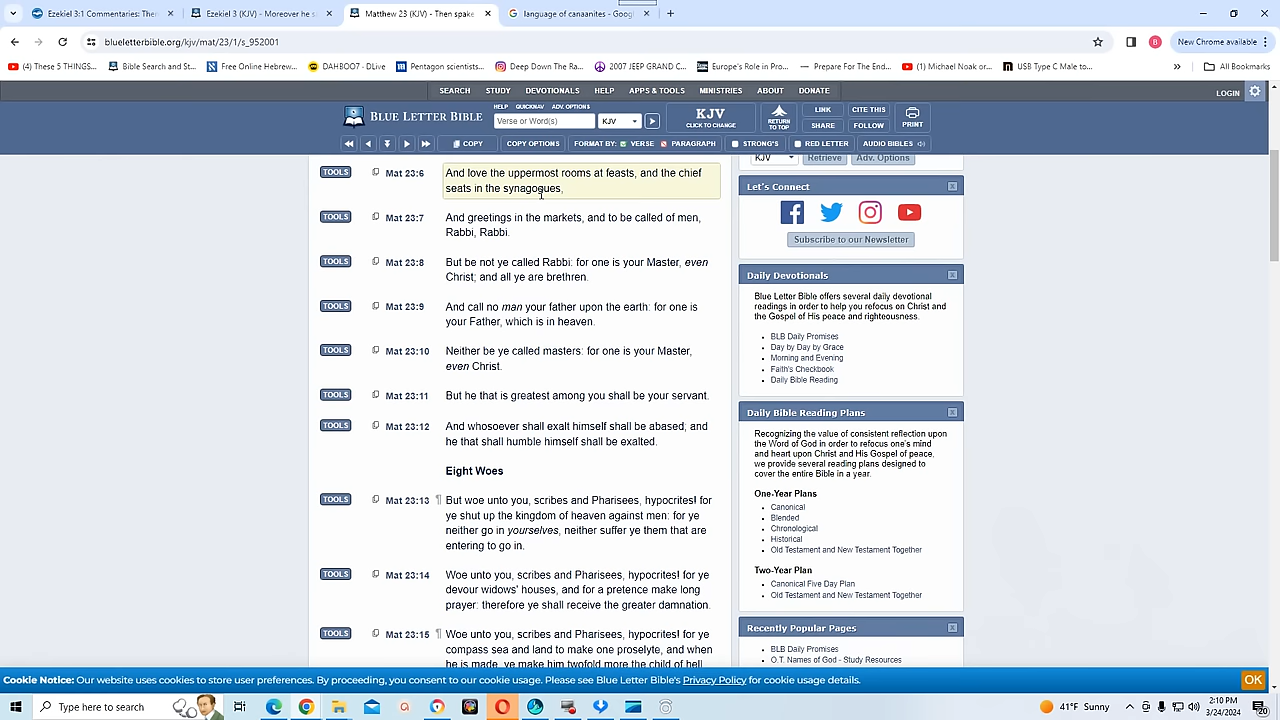 Ezekiel 3:1 Commentaries: The
Ezekiel 3 (KJV) - Moreover he s
Matthew 23 (KJV) - Then spake
language of canaanites - Goog
blueletterbible.org/kjv/mat/23/1/s_952001
B
New Chrome available
(4) These 5 THINGS...
Bible Search and St...
Free Online Hebrew...
DAHBOO7 - DLive
Pentagon scientists...
Deep Down The Ra...
2007 JEEP GRAND C...
Europe's Role in Pro...
Prepare For The End...
(1) Michael Noak or...
USB Type C Male to...
»
All Bookmarks
SEARCH STUDY DEVOTIONALS HELP APPS & TOOLS MINISTRIES ABOUT DONATE
LOGIN
BLUE LETTER BIBLE
HELP QUICKNAV ADV. OPTIONS
Verse or Word(s)
KJV
KJV
CLICK TO CHANGE
RETURN
TO TOP
LINK
SHARE
CITE THIS
FOLLOW
PRINT
COPY COPY OPTIONS FORMAT BY: VERSE PARAGRAPH STRONG'S RED LETTER AUDIO BIBLES
TOOLS Mat 23:6 And love the uppermost rooms at feasts, and the chief
seats in the synagogues,
TOOLS Mat 23:7 And greetings in the markets, and to be called of men,
Rabbi, Rabbi.
TOOLS Mat 23:8 But be not ye called Rabbi: for one is your Master, even
Christ; and all ye are brethren.
TOOLS Mat 23:9 And call no man your father upon the earth: for one is
your Father, which is in heaven.
TOOLS Mat 23:10 Neither be ye called masters: for one is your Master,
even Christ.
TOOLS Mat 23:11 But he that is greatest among you shall be your servant.
TOOLS Mat 23:12 And whosoever shall exalt himself shall be abased; and
he that shall humble himself shall be exalted.
Eight Woes
TOOLS Mat 23:13 ¶ But woe unto you, scribes and Pharisees, hypocrites! for
ye shut up the kingdom of heaven against men: for ye
neither go in yourselves, neither suffer ye them that are
entering to go in.
TOOLS Mat 23:14 Woe unto you, scribes and Pharisees, hypocrites! for ye
devour widows' houses, and for a pretence make long
prayer: therefore ye shall receive the greater damnation.
TOOLS Mat 23:15 ¶ Woe unto you, scribes and Pharisees, hypocrites! for ye
compass sea and land to make one proselyte, and when
he is made, ye make him twofold more the child of hell
KJV Retrieve Adv. Options
Let's Connect
Subscribe to our Newsletter
Daily Devotionals
Blue Letter Bible offers several daily devotional
readings in order to help you refocus on Christ and
the Gospel of His peace and righteousness.
BLB Daily Promises
Day by Day by Grace
Morning and Evening
Faith's Checkbook
Daily Bible Reading
Daily Bible Reading Plans
Recognizing the value of consistent reflection upon
the Word of God in order to refocus one's mind
and heart upon Christ and His Gospel of peace,
we provide several reading plans designed to
cover the entire Bible in a year.
One-Year Plans
Canonical
Blended
Chronological
Historical
Old Testament and New Testament Together
Two-Year Plan
Canonical Five Day Plan
Old Testament and New Testament Together
Recently Popular Pages
BLB Daily Promises
O.T. Names of God - Study Resources
Cookie Notice: Our website uses cookies to store user preferences. By proceeding, you consent to our cookie usage. Please see Blue Letter Bible's Privacy Policy for cookie usage details.
OK
Type here to search
41°F Sunny
2:10 PM
3/24/2024
20